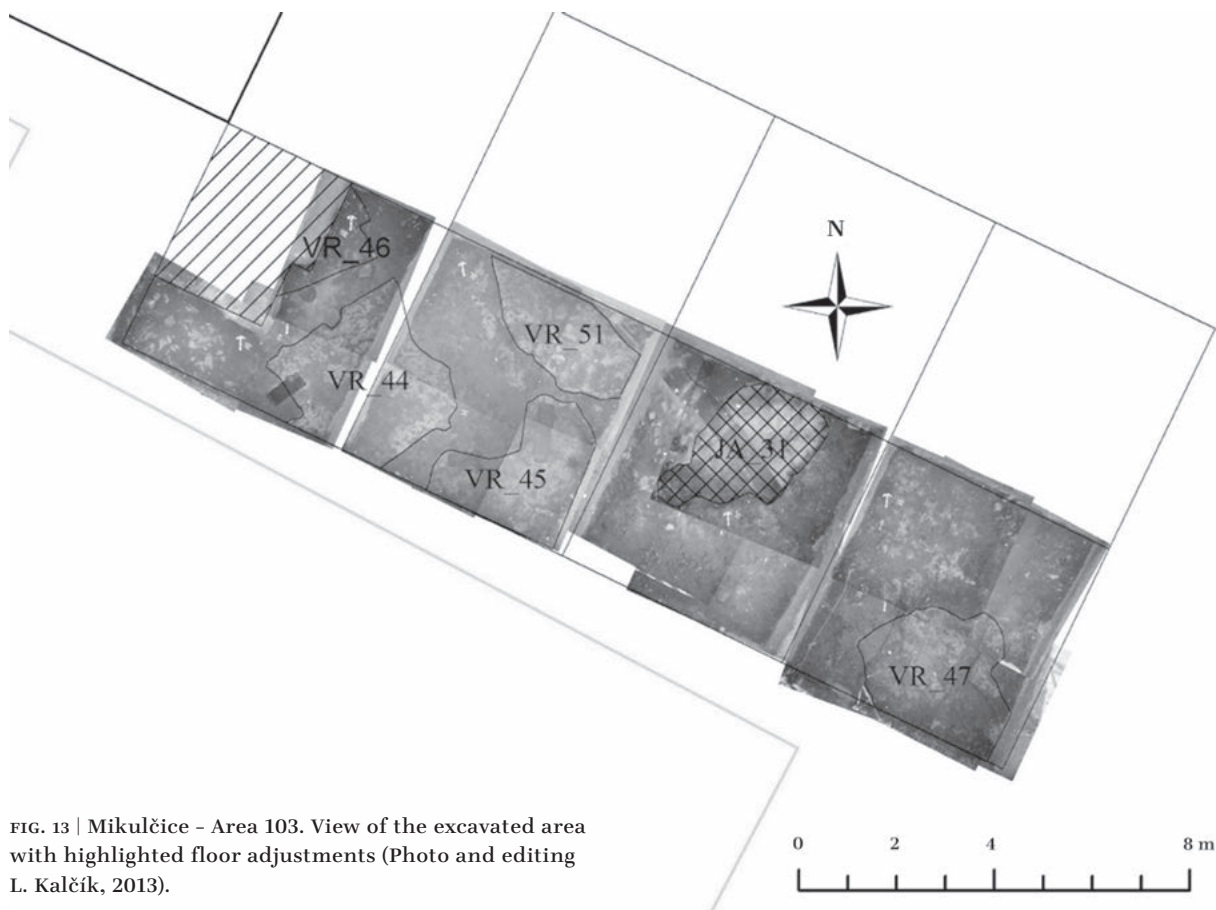 VR_46
N
VR_51
VR_44
JA_31
VR_45
VR_47
FIG. 13 | Mikulčice – Area 103. View of the excavated area
with highlighted floor adjustments (Photo and editing
L. Kalčík, 2013).
0 2 4 8 m